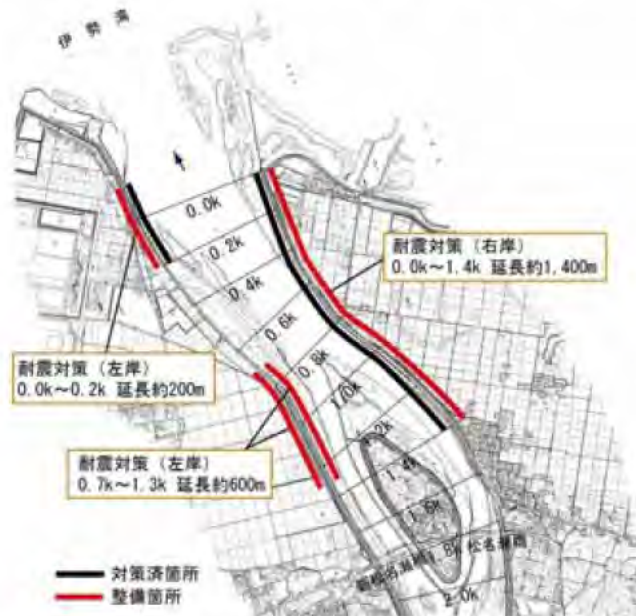 伊勢湾
0.0k
0.2k
0.4k
0.6k
0.8k
1.0k
1.2k
1.4k
1.6k
1.8k 松名瀬橋
2.0k
耐震対策（右岸）
0.0k～1.4k 延長約1,400m
耐震対策（左岸）
0.0k～0.2k 延長約200m
耐震対策（左岸）
0.7k～1.3k 延長約600m
対策済箇所
整備箇所